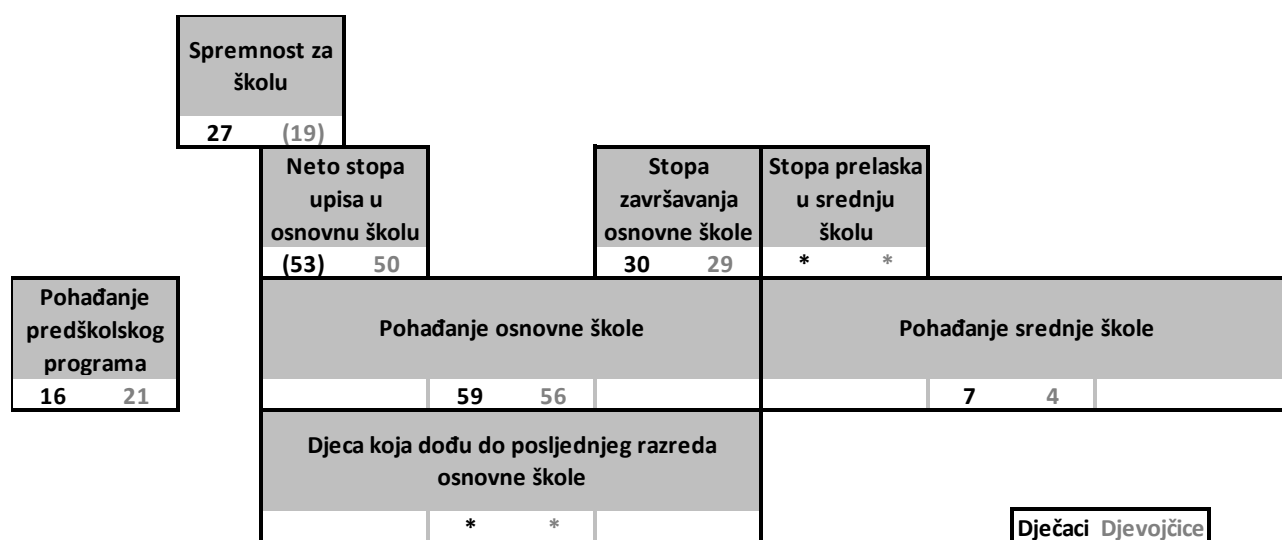 Spremnost za
školu
27 (19)
Neto stopa
upisa u
osnovnu školu
(53) 50
Stopa
završavanja
osnovne škole
30 29
Stopa prelaska
u srednju
školu
* *
Pohađanje
predškolskog
programa
16 21
Pohađanje osnovne škole
59 56
Pohađanje srednje škole
7 4
Djeca koja dođu do posljednjeg razreda
osnovne škole
* *
Dječaci Djevojčice